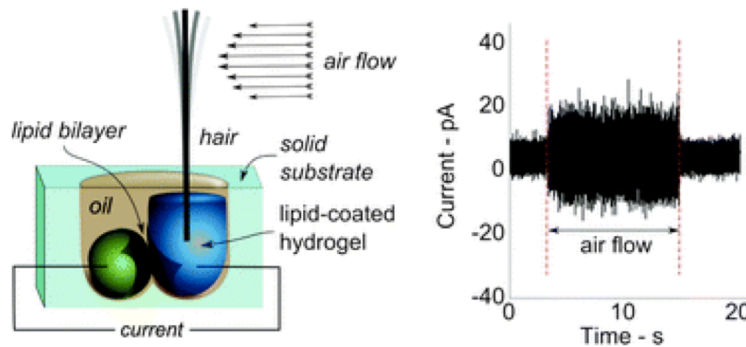 air flow
hair
lipid bilayer
solid
substrate
oil
lipid-coated
hydrogel
current
Current - pA
40
20
0
-20
-40
air flow
0
10
20
Time - s